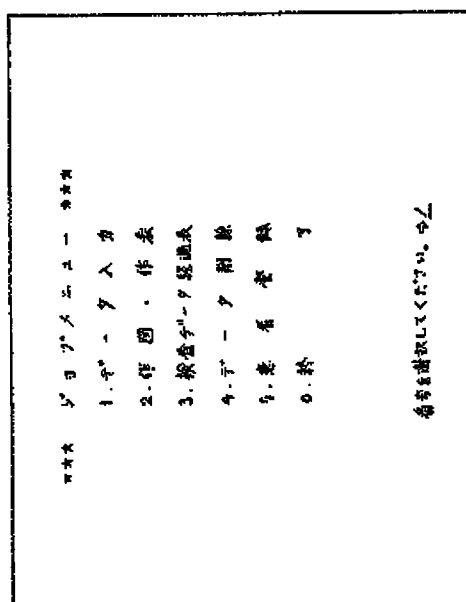 *** ジョブメニュー ***
1.データ入力
2.作図・作表
3.検査データ経過表
4.データ削除
5.患者登録
0.終 了
番号を選択してください。⇨